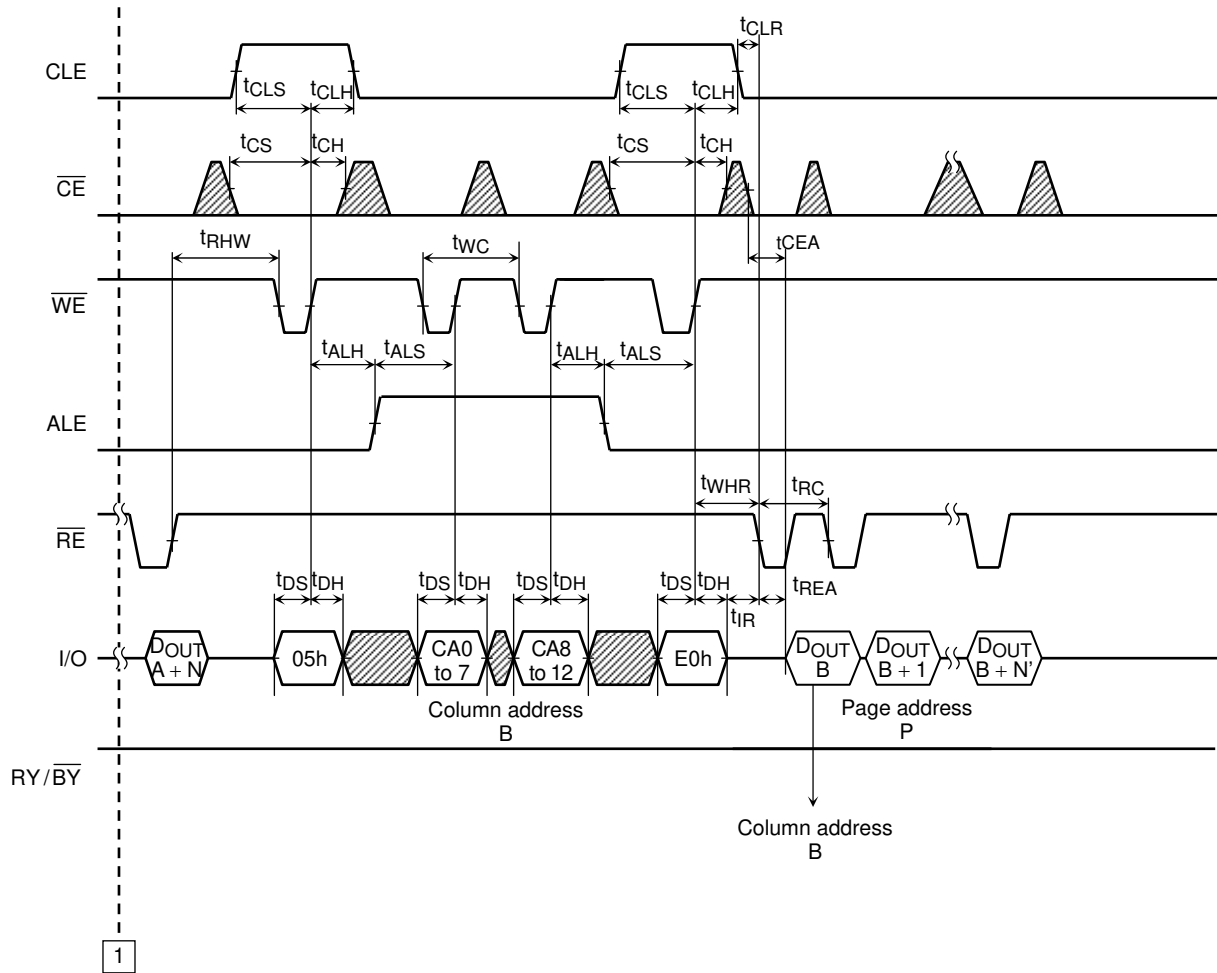 tCLR
CLE
tCLS tCLH tCLS tCLH
tCS tCH tCS tCH
CE
tRHW tWC tCEA
WE
tALH tALS tALH tALS
ALE
tWHR tRC
RE
tDS tDH tDS tDH tDS tDH tDS tDH tREA
tIR
I/O
DOUT
A + N
05h
CA0
to 7
CA8
to 12
E0h
DOUT
B
DOUT
B + 1
DOUT
B + N’
Column address
B
Page address
P
RY / BY
Column address
B
1